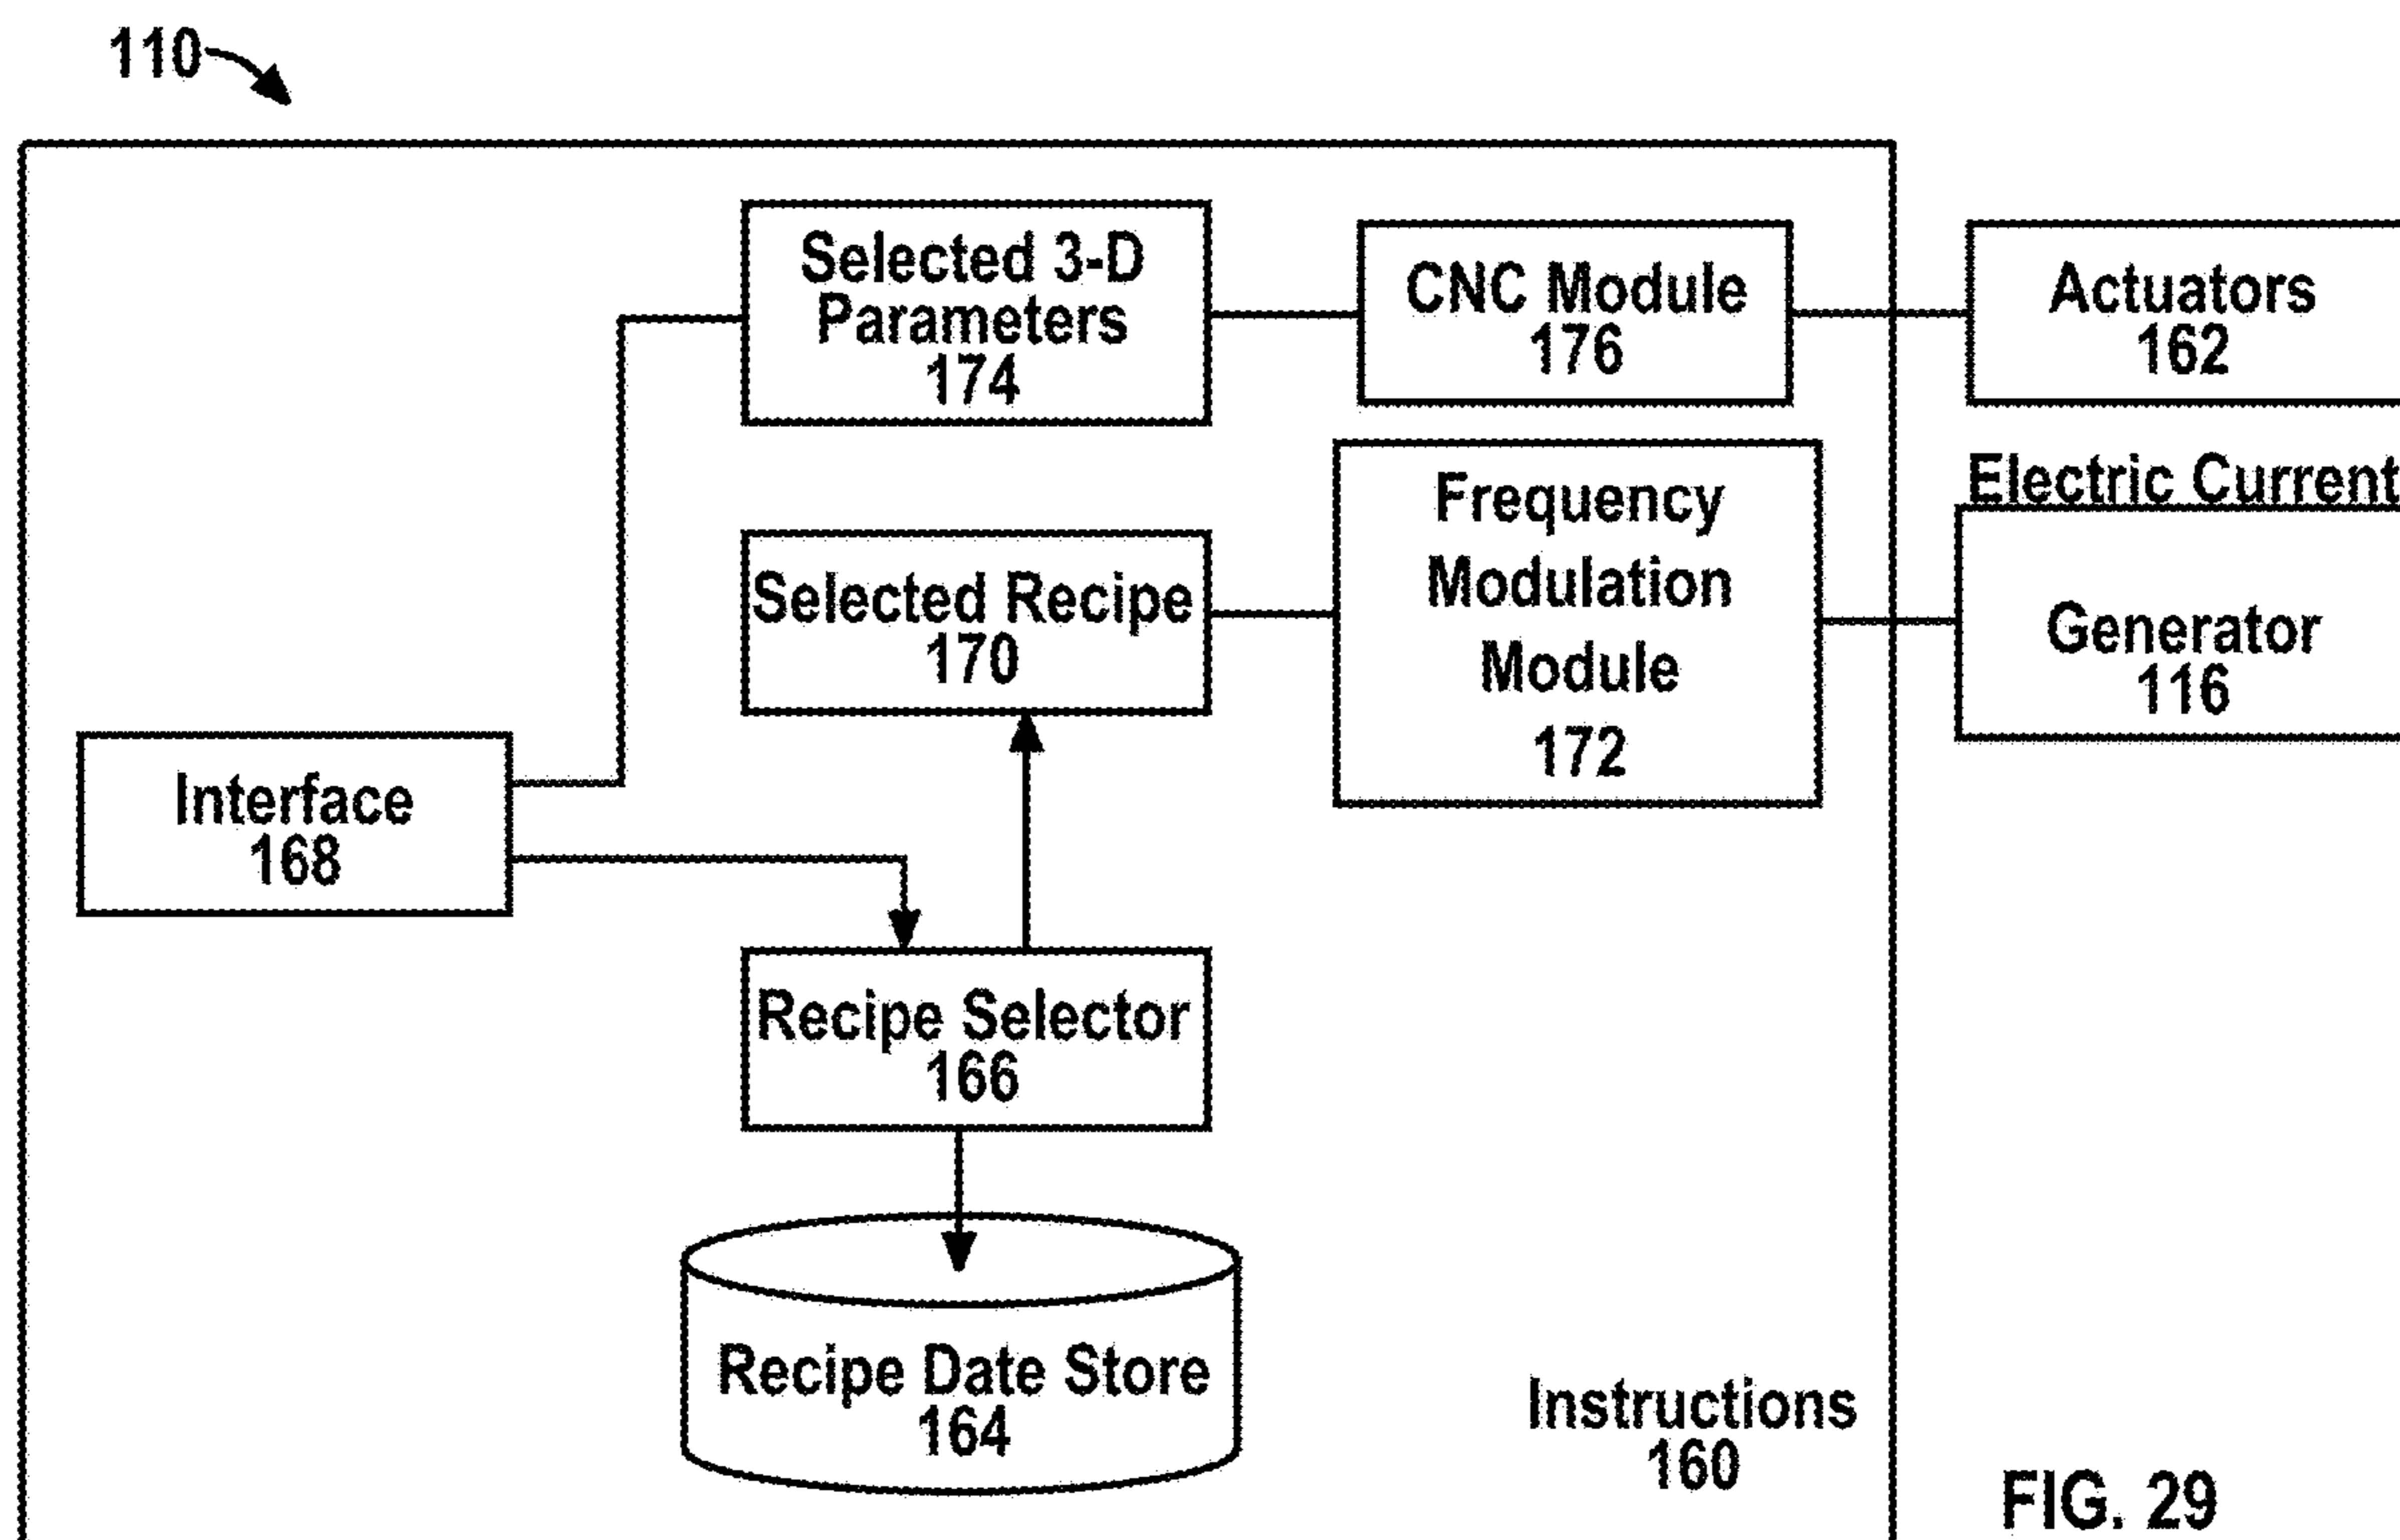 110
Selected 3-D
Parameters
174
CNC Module
176
Actuators
162
Selected Recipe
170
Frequency
Modulation
Module
172
Electric Current
Generator
116
Interface
168
Recipe Selector
166
Recipe Date Store
164
Instructions
160
FIG. 29